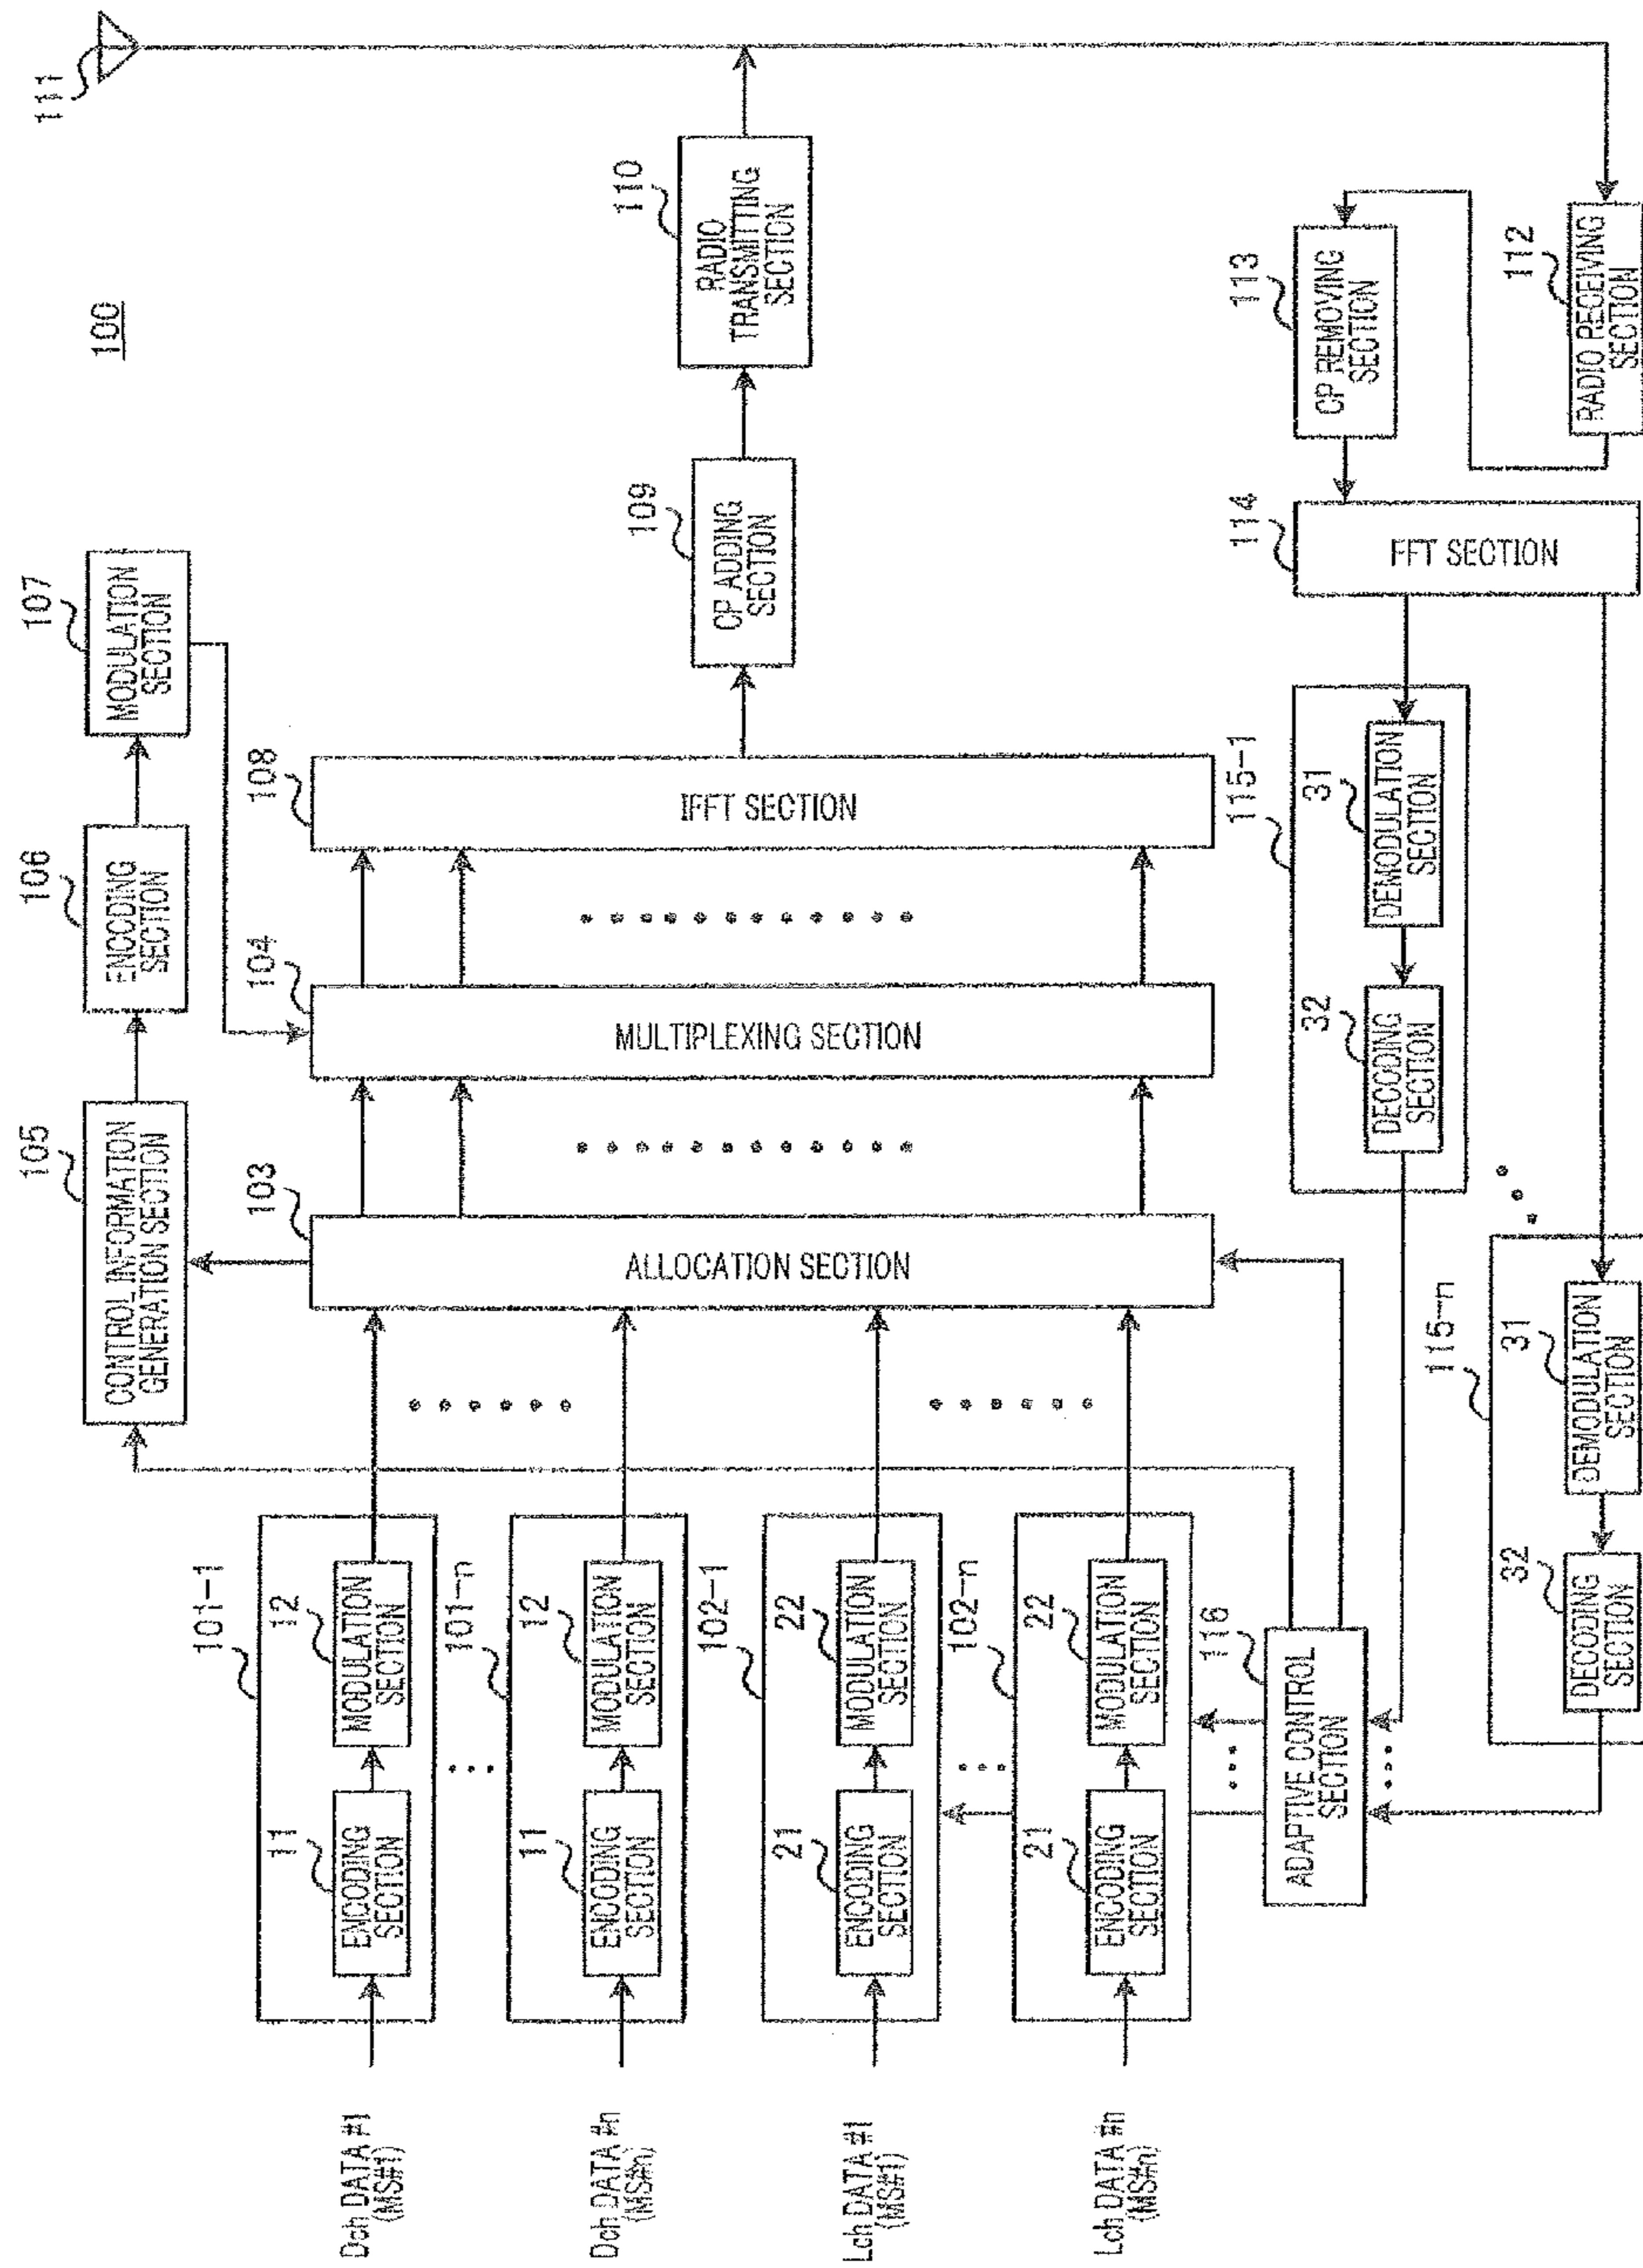 100
111
105
CONTROL INFORMATION
GENERATION SECTION
106
ENCODING
SECTION
107
MODULATION
SECTION
101-1
11
ENCODING
SECTION
12
MODULATION
SECTION
Dch DATA #1
(MS#1)
101-n
11
ENCODING
SECTION
12
MODULATION
SECTION
Dch DATA #n
(MS#n)
102-1
21
ENCODING
SECTION
22
MODULATION
SECTION
Lch DATA #1
(MS#1)
102-n
21
ENCODING
SECTION
22
MODULATION
SECTION
Lch DATA #n
(MS#n)
103
ALLOCATION SECTION
104
MULTIPLEXING SECTION
108
IFFT SECTION
109
CP ADDING
SECTION
110
RADIO
TRANSMITTING
SECTION
116
ADAPTIVE CONTROL
SECTION
115-1
32
DECODING
SECTION
31
DEMODULATION
SECTION
114
FFT SECTION
113
CP REMOVING
SECTION
112
RADIO RECEIVING
SECTION
115-n
32
DECODING
SECTION
31
DEMODULATION
SECTION